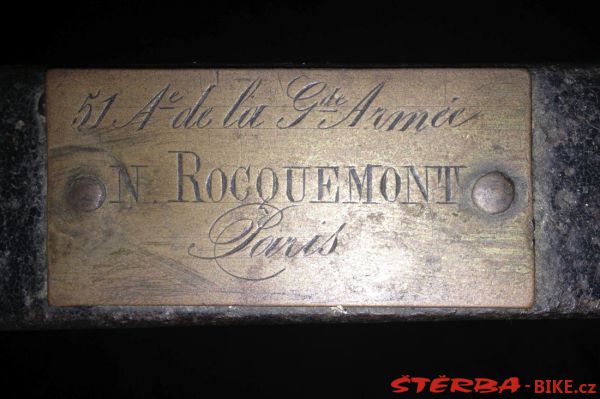 51 Ae de la Gde Armée
N. ROCQUEMONT
Paris
ŠTĚRBA-BIKE.cz